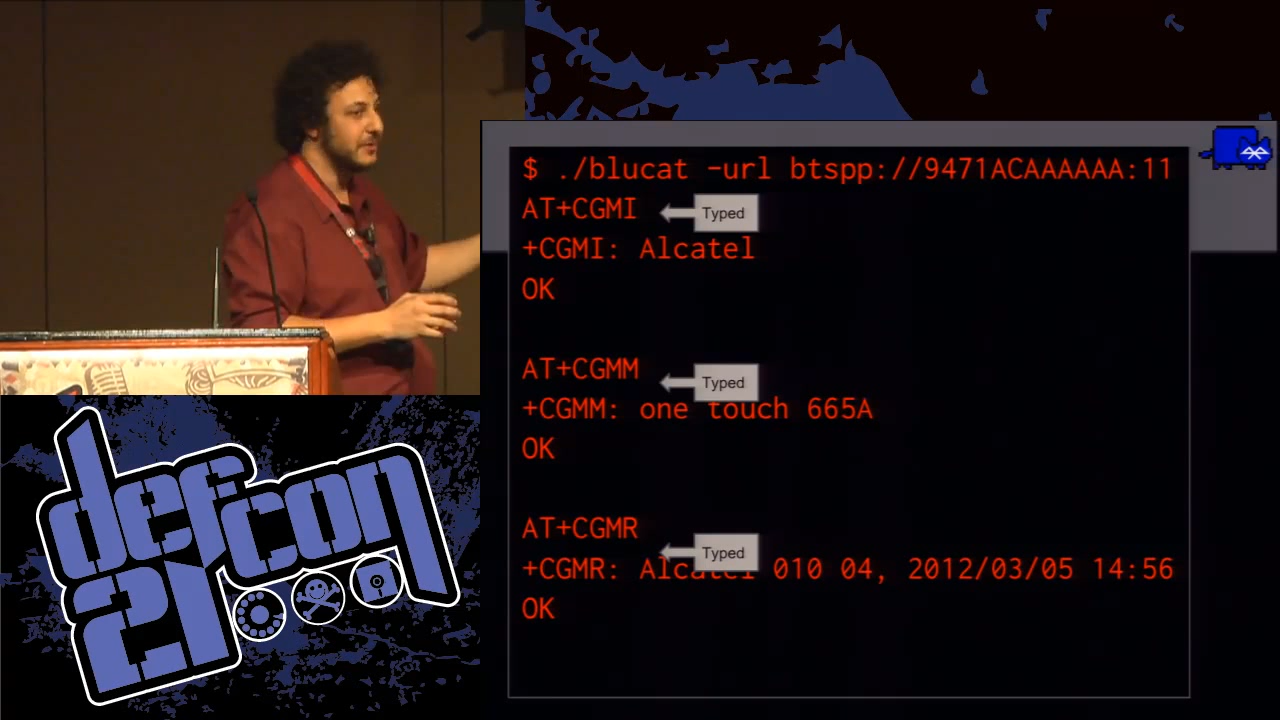 $ ./blucat -url btspp://9471ACAAAAAA:11
AT+CGMI
Typed
+CGMI: Alcatel
OK
AT+CGMM
Typed
+CGMM: one touch 665A
OK
AT+CGMR
Typed
+CGMR: Alcatel 010 04, 2012/03/05 14:56
OK
defcon
21